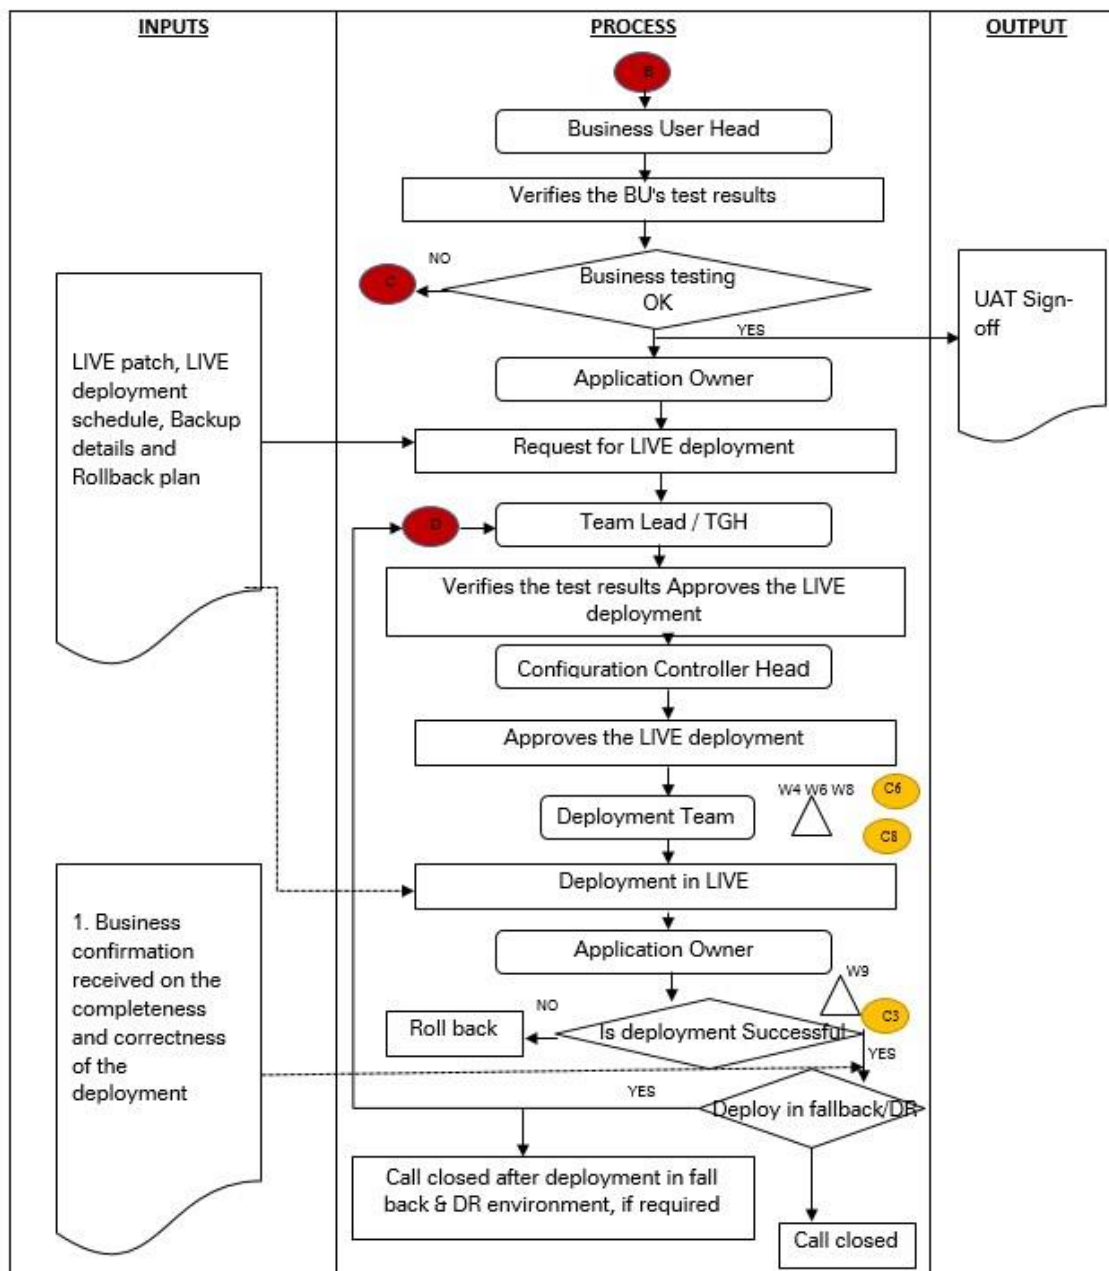 INPUTS
PROCESS
OUTPUT
B
Business User Head
Verifies the BU's test results
NO
C
Business testing
OK
YES
UAT Sign-
off
LIVE patch, LIVE
deployment
schedule, Backup
details and
Rollback plan
Application Owner
Request for LIVE deployment
D
Team Lead / TGH
Verifies the test results Approves the LIVE
deployment
Configuration Controller Head
Approves the LIVE deployment
W4 W6 W8
C6
Deployment Team
C8
Deployment in LIVE
1. Business
confirmation
received on the
completeness
and correctness
of the
deployment
Application Owner
W9
NO
C3
Roll back
Is deployment Successful
YES
YES
Deploy in fallback/DR
Call closed after deployment in fall
back & DR environment, if required
Call closed